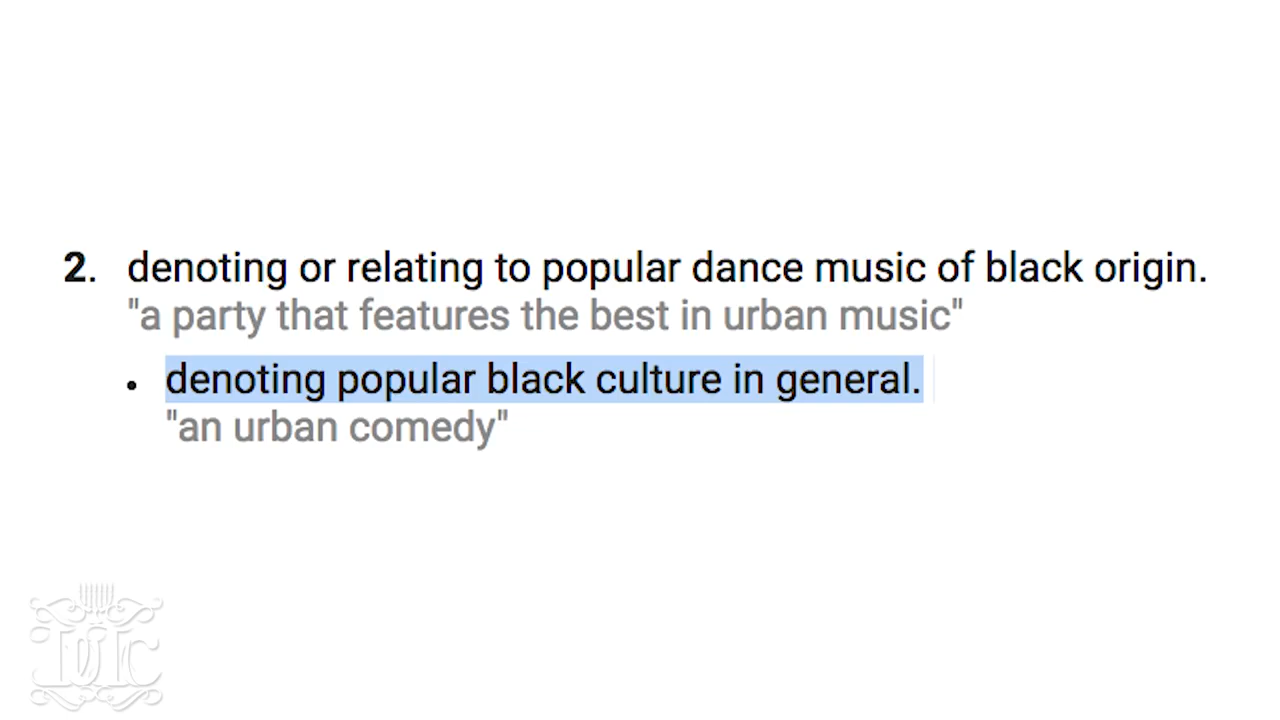 2. denoting or relating to popular dance music of black origin.
"a party that features the best in urban music"
• denoting popular black culture in general.
"an urban comedy"
IUIC